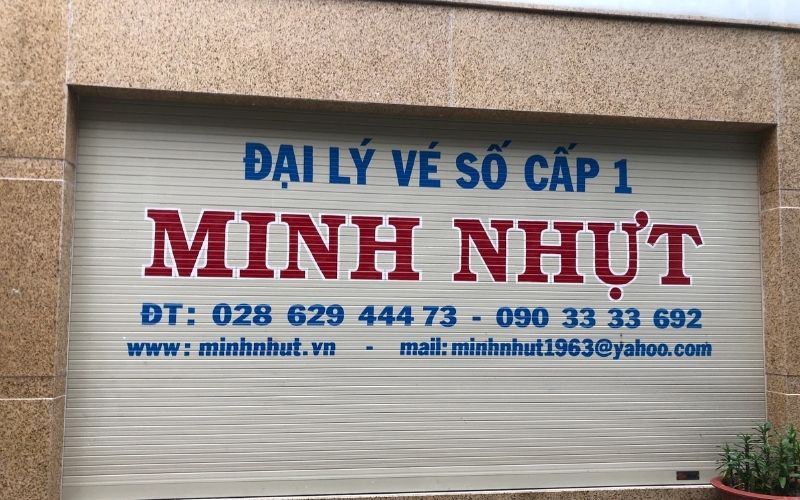 ĐẠI LÝ VÉ SỐ CẤP 1
MINH NHỰT
ĐT: 028 629 444 73 - 090 33 33 692
www: minhnhut.vn - mail: minhnhut1963@yahoo.com